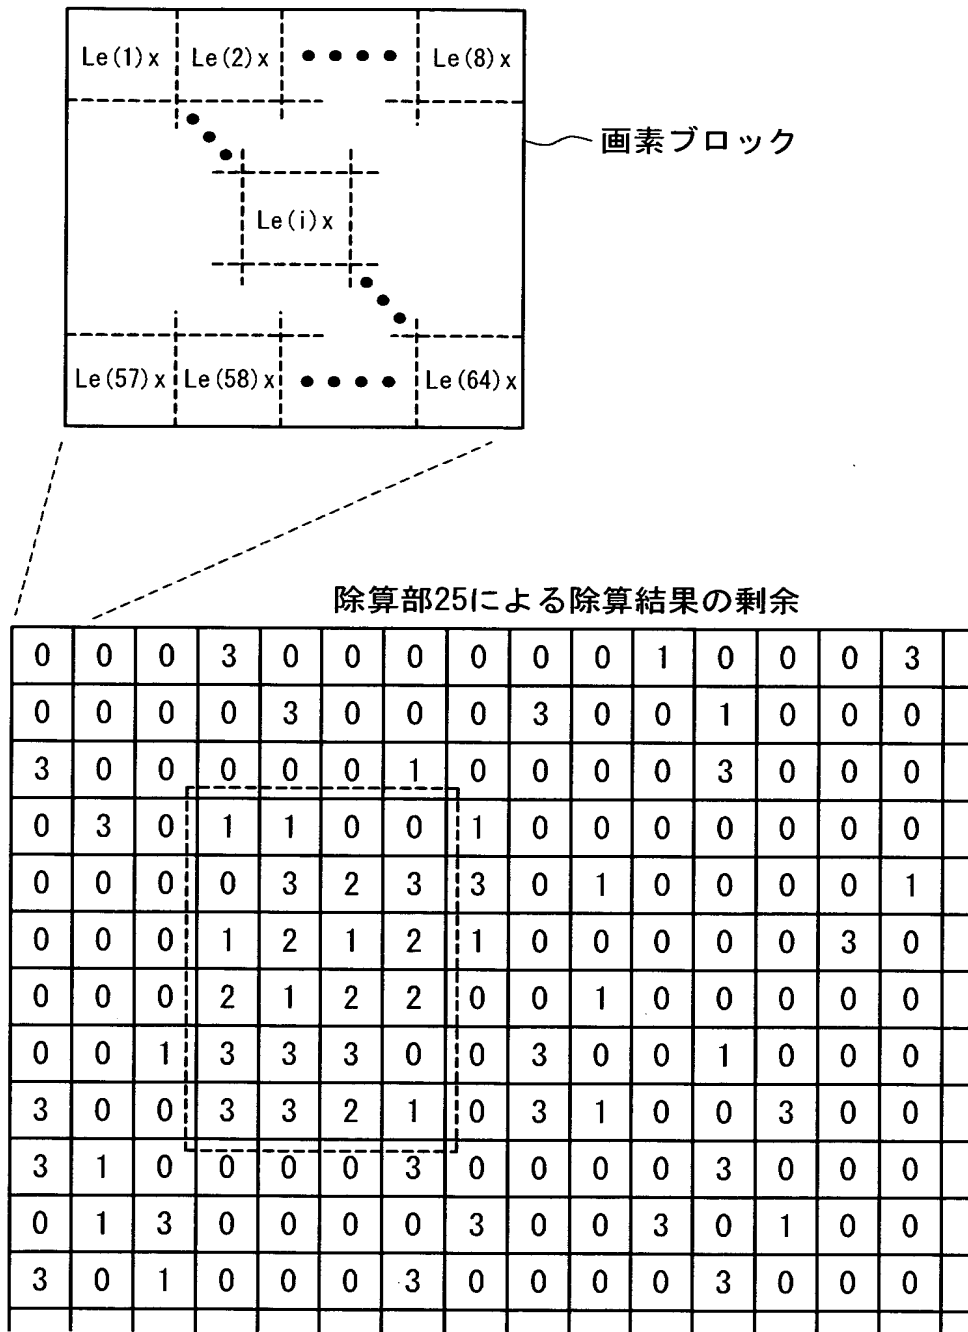 Le(1)x Le(2)x ●●●● Le(8)x
画素ブロック
Le(i)x
Le(57)x Le(58)x ●●●● Le(64)x
除算部25による除算結果の剰余
0 0 0 3 0 0 0 0 0 0 1 0 0 0 3
0 0 0 0 3 0 0 0 3 0 0 1 0 0 0
3 0 0 0 0 0 1 0 0 0 0 3 0 0 0
0 3 0 1 1 0 0 1 0 0 0 0 0 0 0
0 0 0 0 3 2 3 3 0 1 0 0 0 0 1
0 0 0 1 2 1 2 1 0 0 0 0 0 3 0
0 0 0 2 1 2 2 0 0 1 0 0 0 0 0
0 0 1 3 3 3 0 0 3 0 0 1 0 0 0
3 0 0 3 3 2 1 0 3 1 0 0 3 0 0
3 1 0 0 0 0 3 0 0 0 0 3 0 0 0
0 1 3 0 0 0 0 3 0 0 3 0 1 0 0
3 0 1 0 0 0 3 0 0 0 0 3 0 0 0